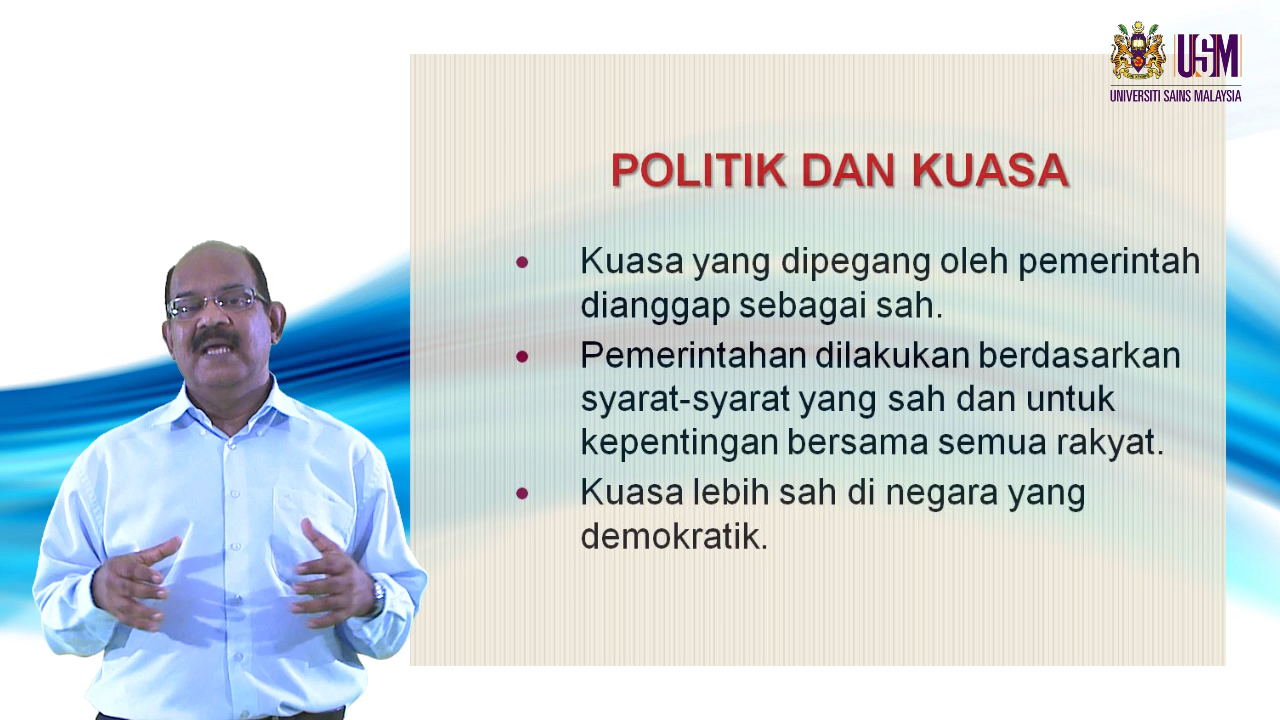 USM
UNIVERSITI SAINS MALAYSIA
POLITIK DAN KUASA
• Kuasa yang dipegang oleh pemerintah
dianggap sebagai sah.
• Pemerintahan dilakukan berdasarkan
syarat-syarat yang sah dan untuk
kepentingan bersama semua rakyat.
• Kuasa lebih sah di negara yang
demokratik.